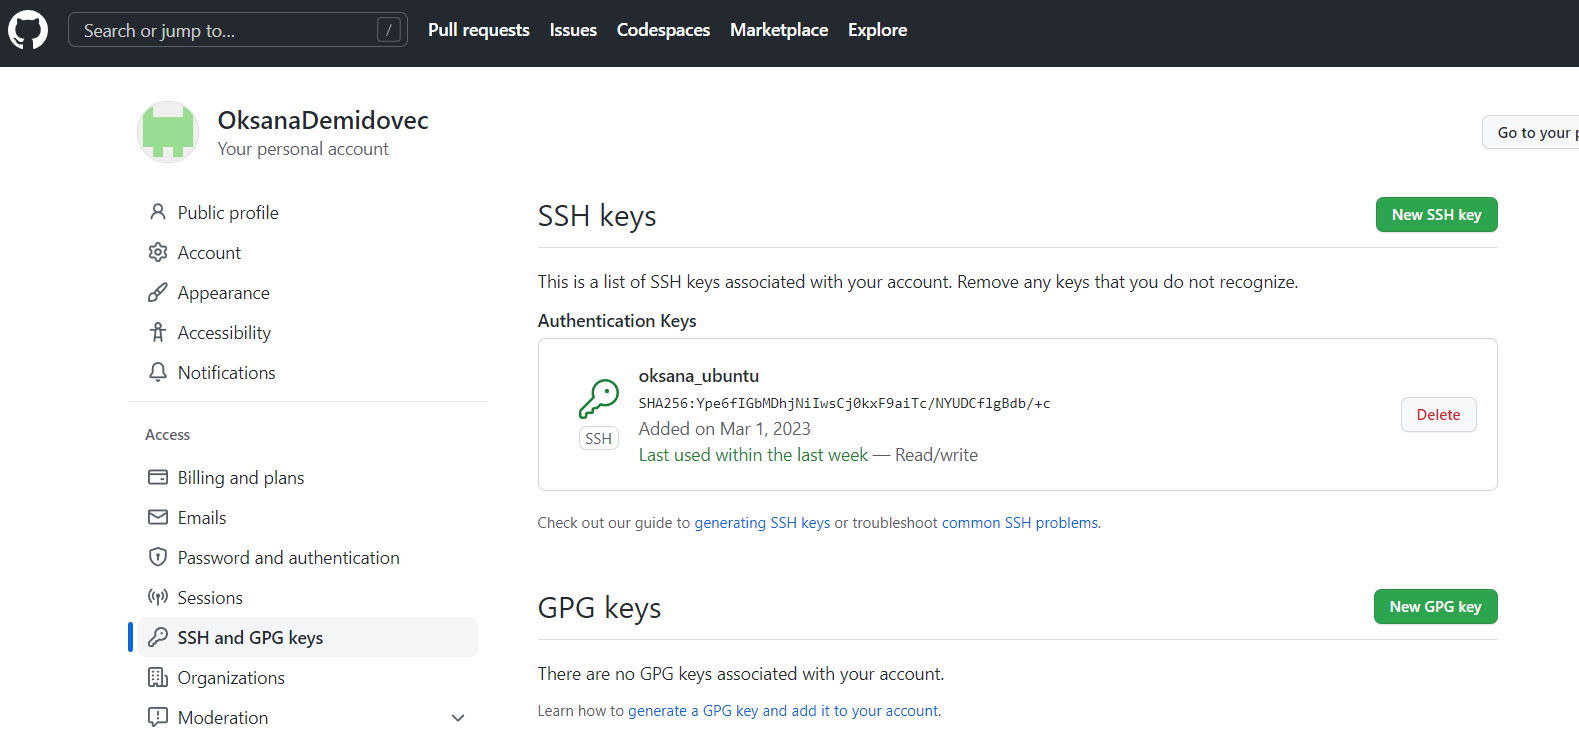 Search or jump to... /
Pull requests Issues Codespaces Marketplace Explore
OksanaDemidovec
Your personal account
Go to your p
Public profile
Account
Appearance
Accessibility
Notifications
Access
Billing and plans
Emails
Password and authentication
Sessions
SSH and GPG keys
Organizations
Moderation
SSH keys
New SSH key
This is a list of SSH keys associated with your account. Remove any keys that you do not recognize.
Authentication Keys
SSH
oksana_ubuntu
SHA256:Ype6fIGbMDhjNiIwsCj0kxF9aiTc/NYUDCflgBdb/+c
Added on Mar 1, 2023
Last used within the last week — Read/write
Delete
Check out our guide to generating SSH keys or troubleshoot common SSH problems.
GPG keys
New GPG key
There are no GPG keys associated with your account.
Learn how to generate a GPG key and add it to your account.